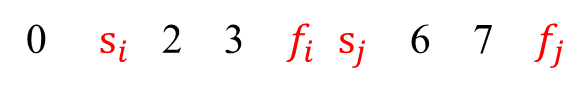 0 sᵢ 2 3 fᵢ sⱼ 6 7 fⱼ